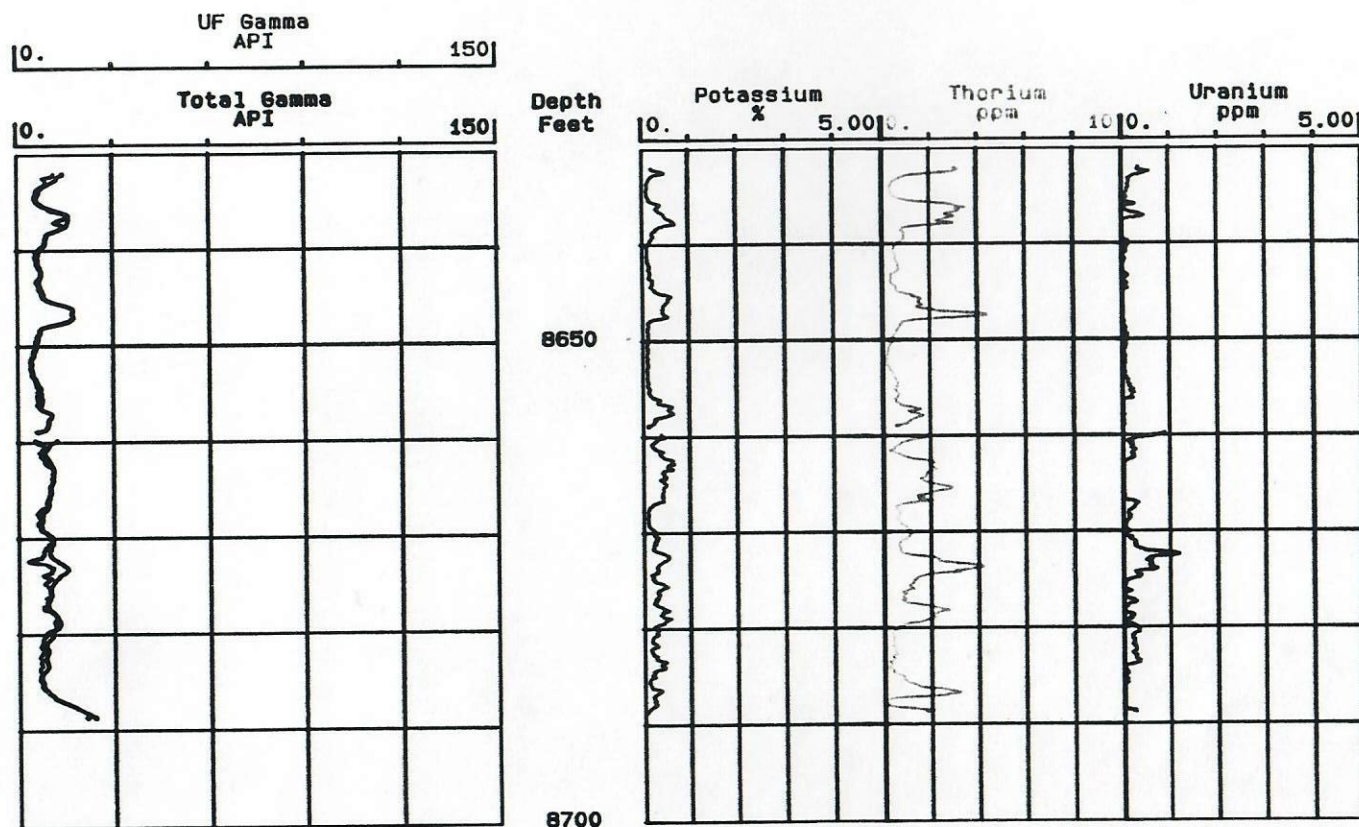 UF Gamma
API
0. 150
Total Gamma
API
0. 150
Depth
Feet
Potassium
%
0. 5.00
Thorium
ppm
0. 10
Uranium
ppm
0. 5.00
8650
8700